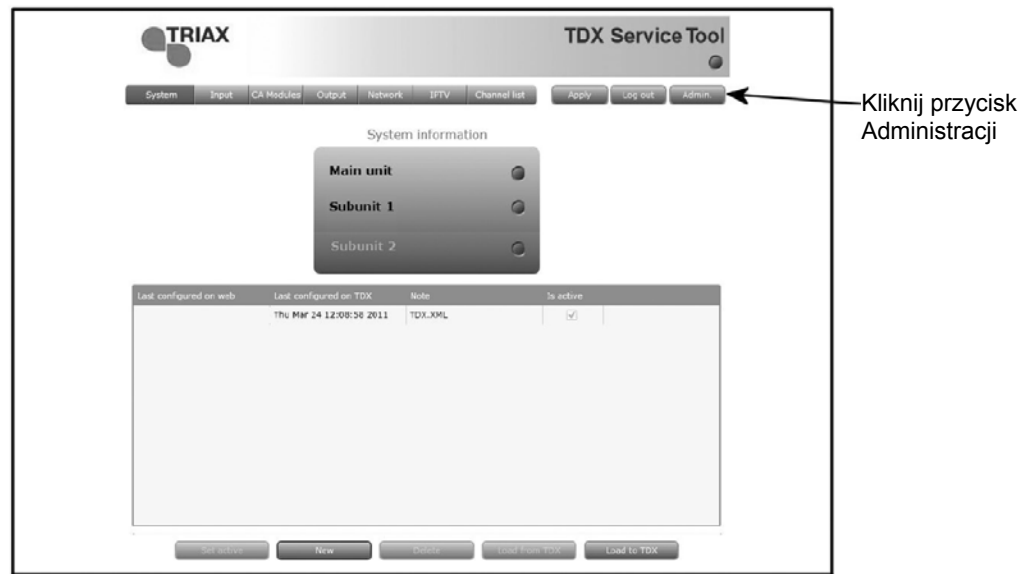 TRIAX
TDX Service Tool
System Input CA Modules Output Network IPTV Channel list Apply Log out Admin.
Kliknij przycisk
Administracji
System information
Main unit
Subunit 1
Subunit 2
Last configured on web Last configured on TDX Note Is active
Thu Mar 24 12:08:58 2011 TDX.XML
Set active New Delete Load from TDX Load to TDX